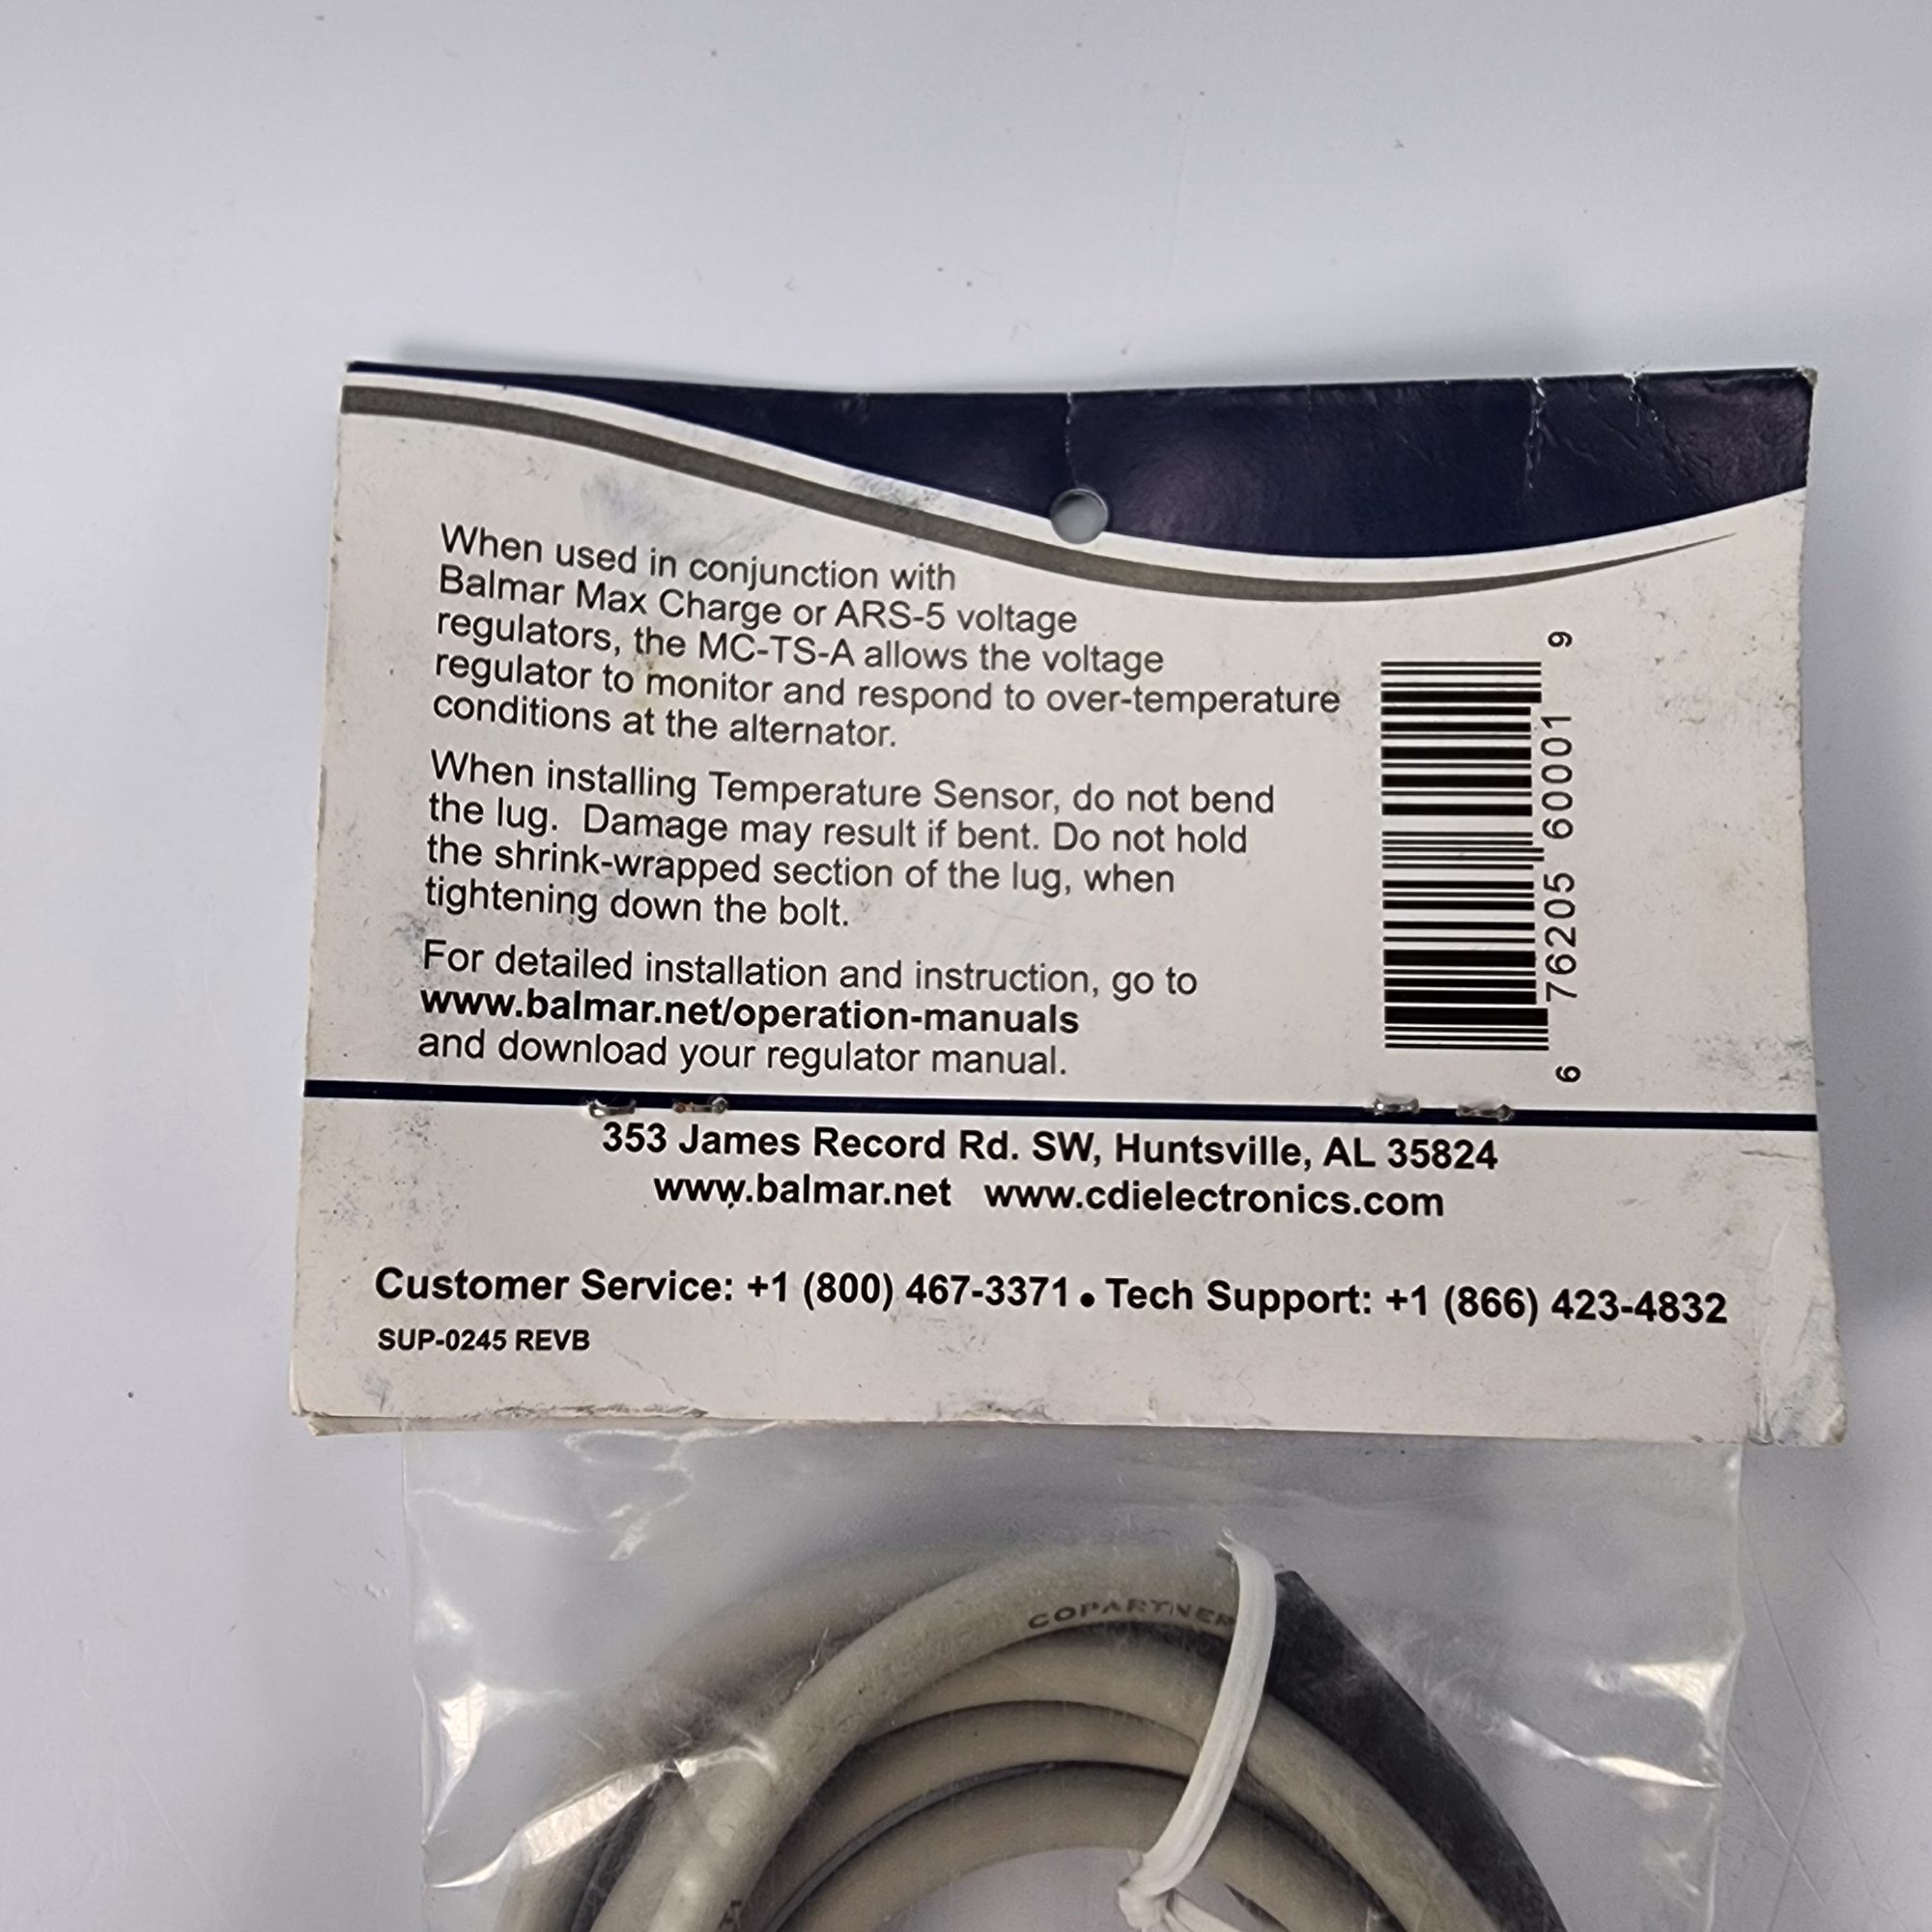 When used in conjunction with
Balmar Max Charge or ARS-5 voltage
regulators, the MC-TS-A allows the voltage
regulator to monitor and respond to over-temperature
conditions at the alternator.
When installing Temperature Sensor, do not bend
the lug.  Damage may result if bent. Do not hold
the shrink-wrapped section of the lug, when
tightening down the bolt.
For detailed installation and instruction, go to
www.balmar.net/operation-manuals
and download your regulator manual.
6 76205 60001 9
353 James Record Rd. SW, Huntsville, AL 35824
www.balmar.net   www.cdielectronics.com
Customer Service: +1 (800) 467-3371 • Tech Support: +1 (866) 423-4832
SUP-0245 REVB
COPARTNER